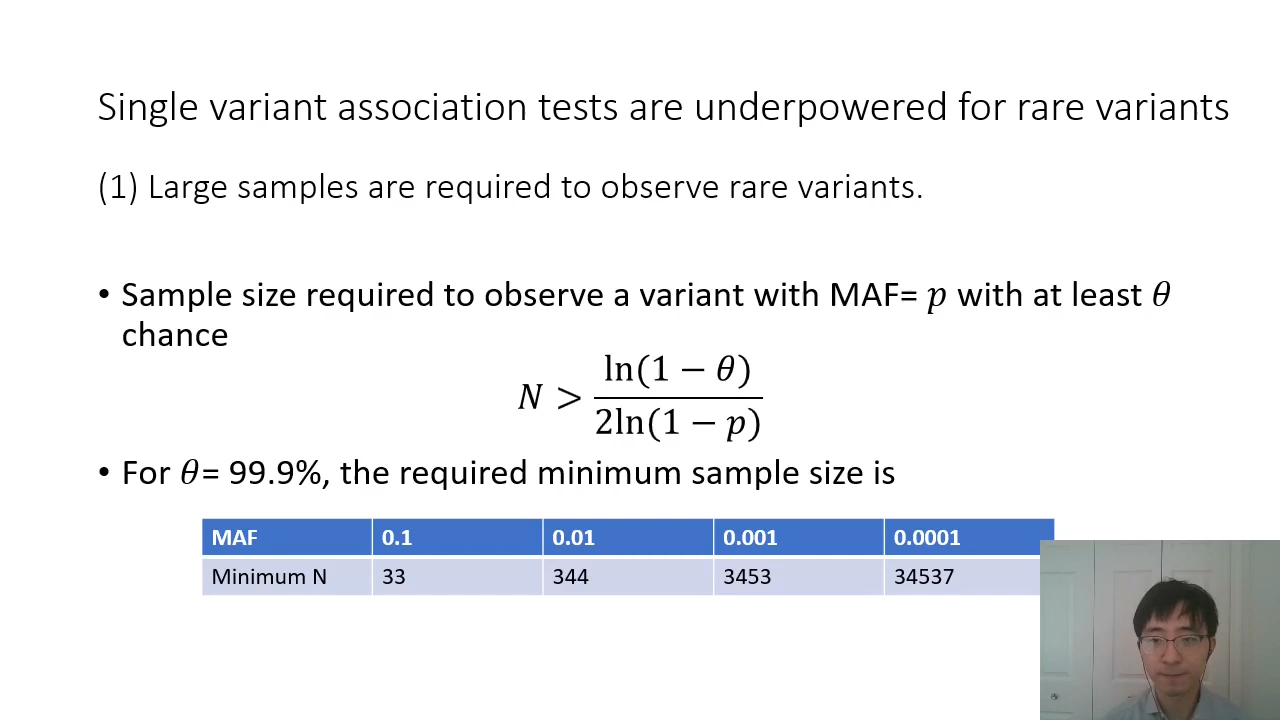 Single variant association tests are underpowered for rare variants
(1) Large samples are required to observe rare variants.
• Sample size required to observe a variant with MAF= 𝑝 with at least 𝜃
chance
𝑁 > ln(1 − 𝜃) / 2ln(1 − 𝑝)
• For 𝜃= 99.9%, the required minimum sample size is
MAF 0.1 0.01 0.001 0.0001
Minimum N 33 344 3453 34537